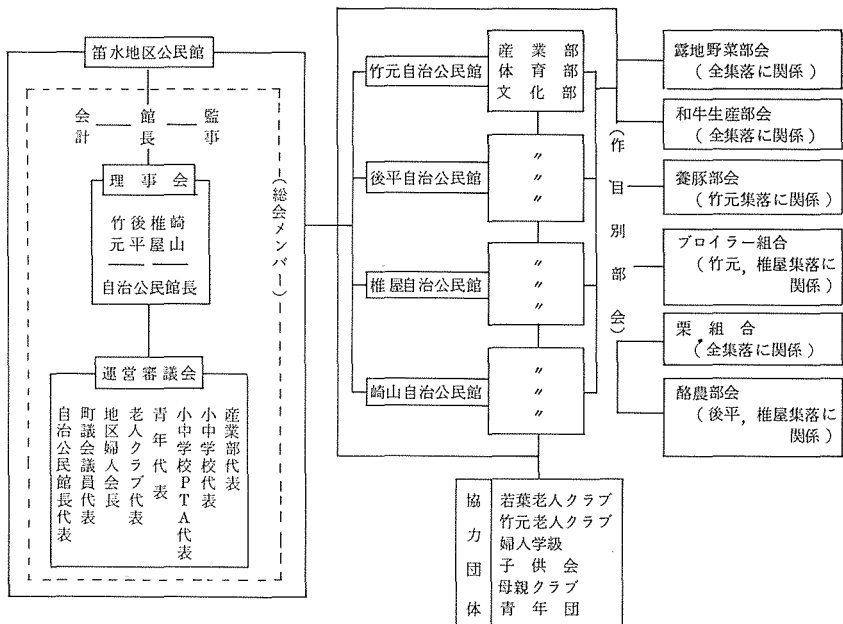 笛水地区公民館
会計
館長
監事
理事会
竹元
後平
椎屋
崎山
自治公民館長
(総会メンバー)
運営審議会
産業部代表
小中学校代表
小中学校PTA代表
青年代表
老人クラブ代表
地区婦人会長
町議会議員代表
自治公民館長代表
竹元自治公民館
産業部
体育部
文化部
後平自治公民館
〃
〃
〃
椎屋自治公民館
〃
〃
〃
崎山自治公民館
〃
〃
〃
(作目別部会)
露地野菜部会
(全集落に関係)
和牛生産部会
(全集落に関係)
養豚部会
(竹元集落に関係)
ブロイラー組合
(竹元,椎屋集落に
関係)
栗組合
(全集落に関係)
酪農部会
(後平,椎屋集落に
関係)
協力団体
若葉老人クラブ
竹元老人クラブ
婦人学級
子供会
母親クラブ
青年団